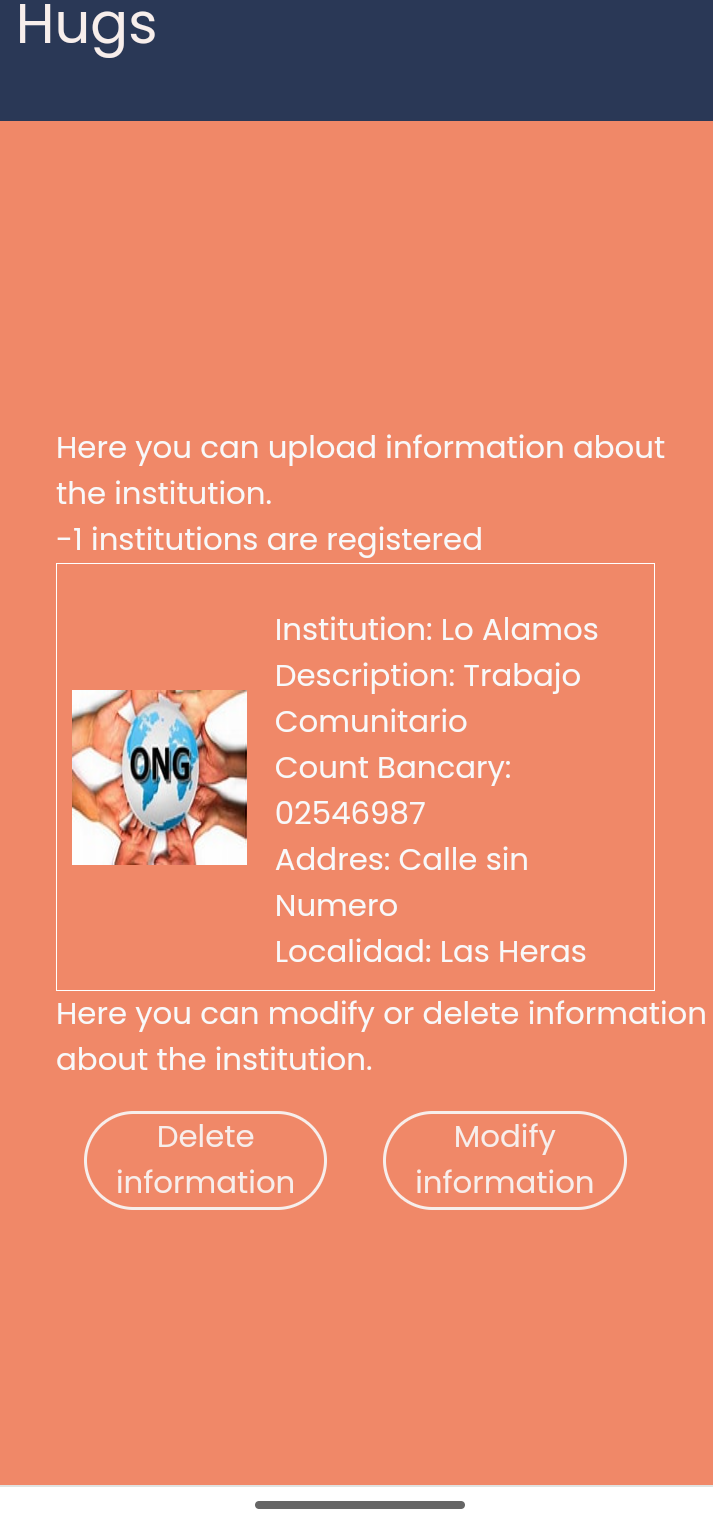 Hugs
Here you can upload information about
the institution.
-1 institutions are registered
ONG
Institution: Lo Alamos
Description: Trabajo
Comunitario
Count Bancary:
02546987
Addres: Calle sin
Numero
Localidad: Las Heras
Here you can modify or delete information
about the institution.
Delete
information
Modify
information